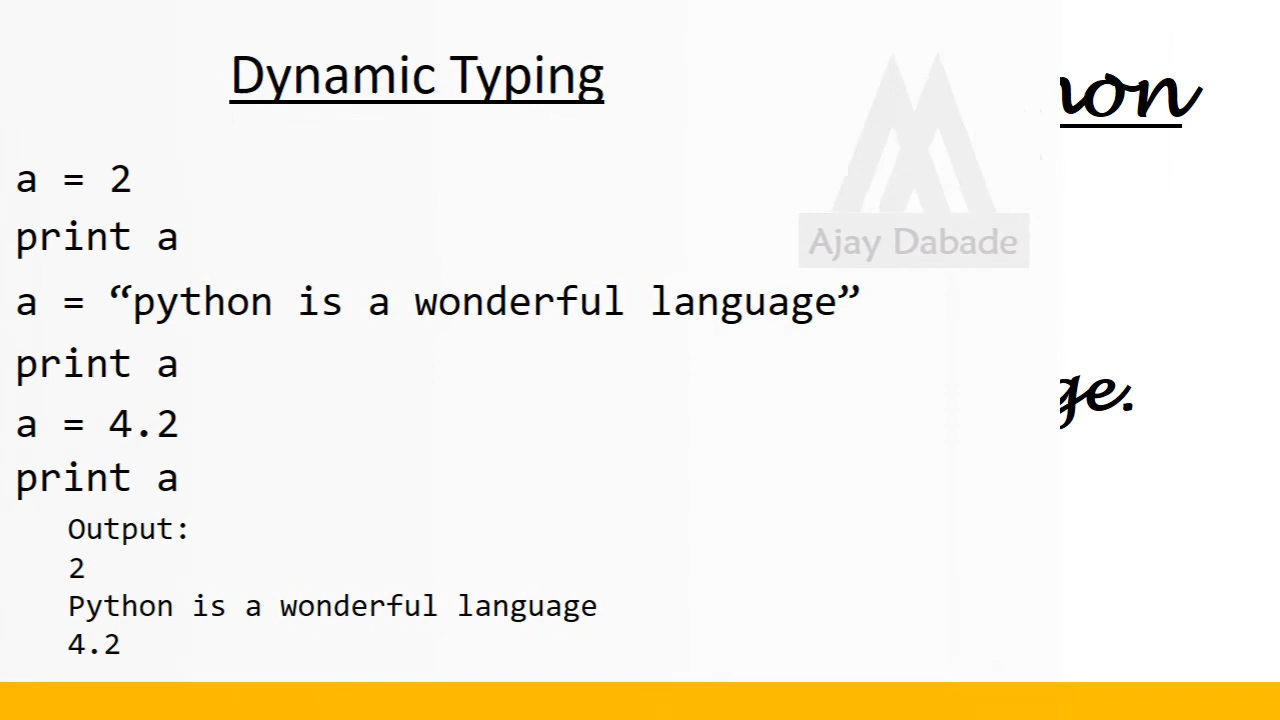 Dynamic Typing
a = 2
print a
a = “python is a wonderful language”
print a
a = 4.2
print a
Output:
2
Python is a wonderful language
4.2
Ajay Dabade